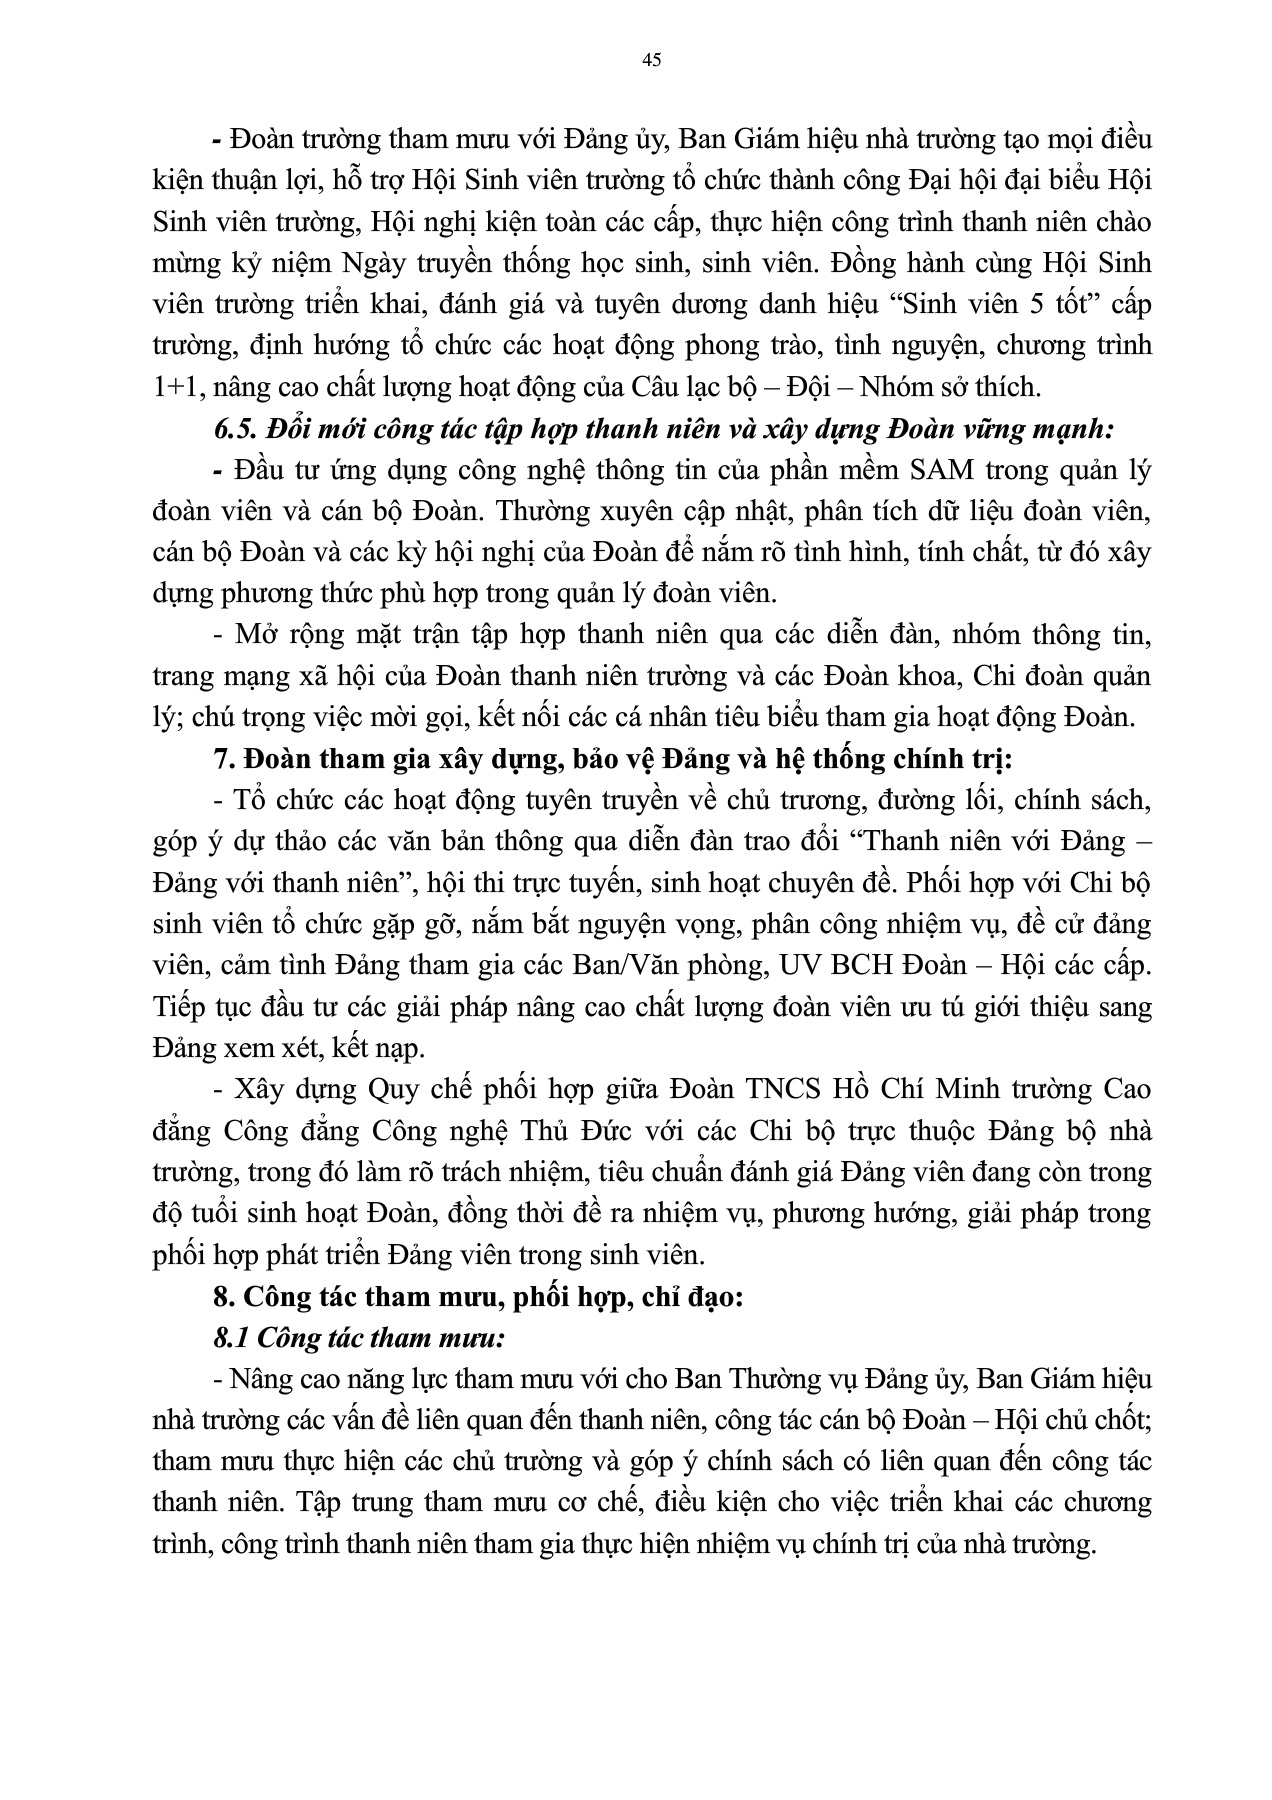 45
- Đoàn trường tham mưu với Đảng ủy, Ban Giám hiệu nhà trường tạo mọi điều
kiện thuận lợi, hỗ trợ Hội Sinh viên trường tổ chức thành công Đại hội đại biểu Hội
Sinh viên trường, Hội nghị kiện toàn các cấp, thực hiện công trình thanh niên chào
mừng kỷ niệm Ngày truyền thống học sinh, sinh viên. Đồng hành cùng Hội Sinh
viên trường triển khai, đánh giá và tuyên dương danh hiệu “Sinh viên 5 tốt” cấp
trường, định hướng tổ chức các hoạt động phong trào, tình nguyện, chương trình
1+1, nâng cao chất lượng hoạt động của Câu lạc bộ – Đội – Nhóm sở thích.
6.5. Đổi mới công tác tập hợp thanh niên và xây dựng Đoàn vững mạnh:
- Đầu tư ứng dụng công nghệ thông tin của phần mềm SAM trong quản lý
đoàn viên và cán bộ Đoàn. Thường xuyên cập nhật, phân tích dữ liệu đoàn viên,
cán bộ Đoàn và các kỳ hội nghị của Đoàn để nắm rõ tình hình, tính chất, từ đó xây
dựng phương thức phù hợp trong quản lý đoàn viên.
- Mở rộng mặt trận tập hợp thanh niên qua các diễn đàn, nhóm thông tin,
trang mạng xã hội của Đoàn thanh niên trường và các Đoàn khoa, Chi đoàn quản
lý; chú trọng việc mời gọi, kết nối các cá nhân tiêu biểu tham gia hoạt động Đoàn.
7. Đoàn tham gia xây dựng, bảo vệ Đảng và hệ thống chính trị:
- Tổ chức các hoạt động tuyên truyền về chủ trương, đường lối, chính sách,
góp ý dự thảo các văn bản thông qua diễn đàn trao đổi “Thanh niên với Đảng –
Đảng với thanh niên”, hội thi trực tuyến, sinh hoạt chuyên đề. Phối hợp với Chi bộ
sinh viên tổ chức gặp gỡ, nắm bắt nguyện vọng, phân công nhiệm vụ, đề cử đảng
viên, cảm tình Đảng tham gia các Ban/Văn phòng, UV BCH Đoàn – Hội các cấp.
Tiếp tục đầu tư các giải pháp nâng cao chất lượng đoàn viên ưu tú giới thiệu sang
Đảng xem xét, kết nạp.
- Xây dựng Quy chế phối hợp giữa Đoàn TNCS Hồ Chí Minh trường Cao
đẳng Công đẳng Công nghệ Thủ Đức với các Chi bộ trực thuộc Đảng bộ nhà
trường, trong đó làm rõ trách nhiệm, tiêu chuẩn đánh giá Đảng viên đang còn trong
độ tuổi sinh hoạt Đoàn, đồng thời đề ra nhiệm vụ, phương hướng, giải pháp trong
phối hợp phát triển Đảng viên trong sinh viên.
8. Công tác tham mưu, phối hợp, chỉ đạo:
8.1 Công tác tham mưu:
- Nâng cao năng lực tham mưu với cho Ban Thường vụ Đảng ủy, Ban Giám hiệu
nhà trường các vấn đề liên quan đến thanh niên, công tác cán bộ Đoàn – Hội chủ chốt;
tham mưu thực hiện các chủ trường và góp ý chính sách có liên quan đến công tác
thanh niên. Tập trung tham mưu cơ chế, điều kiện cho việc triển khai các chương
trình, công trình thanh niên tham gia thực hiện nhiệm vụ chính trị của nhà trường.